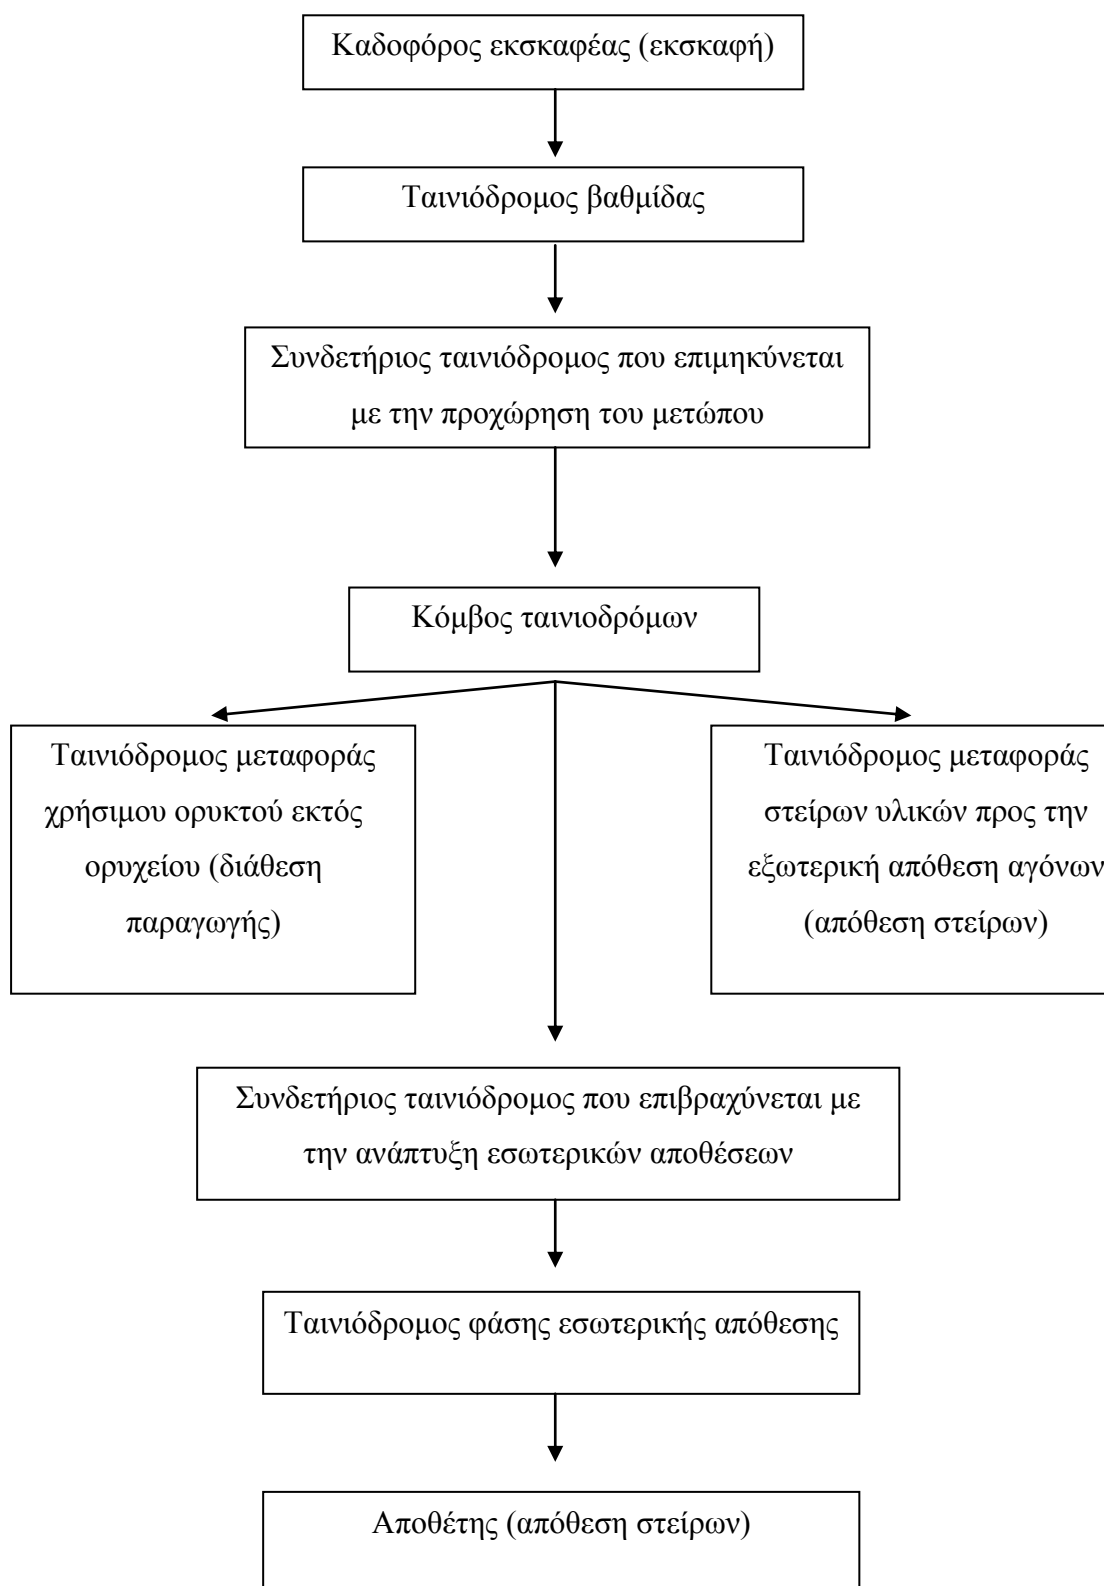 Καδοφόρος εκσκαφέας (εκσκαφή)
Ταινιόδρομος βαθμίδας
Συνδετήριος ταινιόδρομος που επιμηκύνεται
με την προχώρηση του μετώπου
Κόμβος ταινιοδρόμων
Ταινιόδρομος μεταφοράς
χρήσιμου ορυκτού εκτός
ορυχείου (διάθεση
παραγωγής)
Ταινιόδρομος μεταφοράς
στείρων υλικών προς την
εξωτερική απόθεση αγόνων
(απόθεση στείρων)
Συνδετήριος ταινιόδρομος που επιβραχύνεται με
την ανάπτυξη εσωτερικών αποθέσεων
Ταινιόδρομος φάσης εσωτερικής απόθεσης
Αποθέτης (απόθεση στείρων)